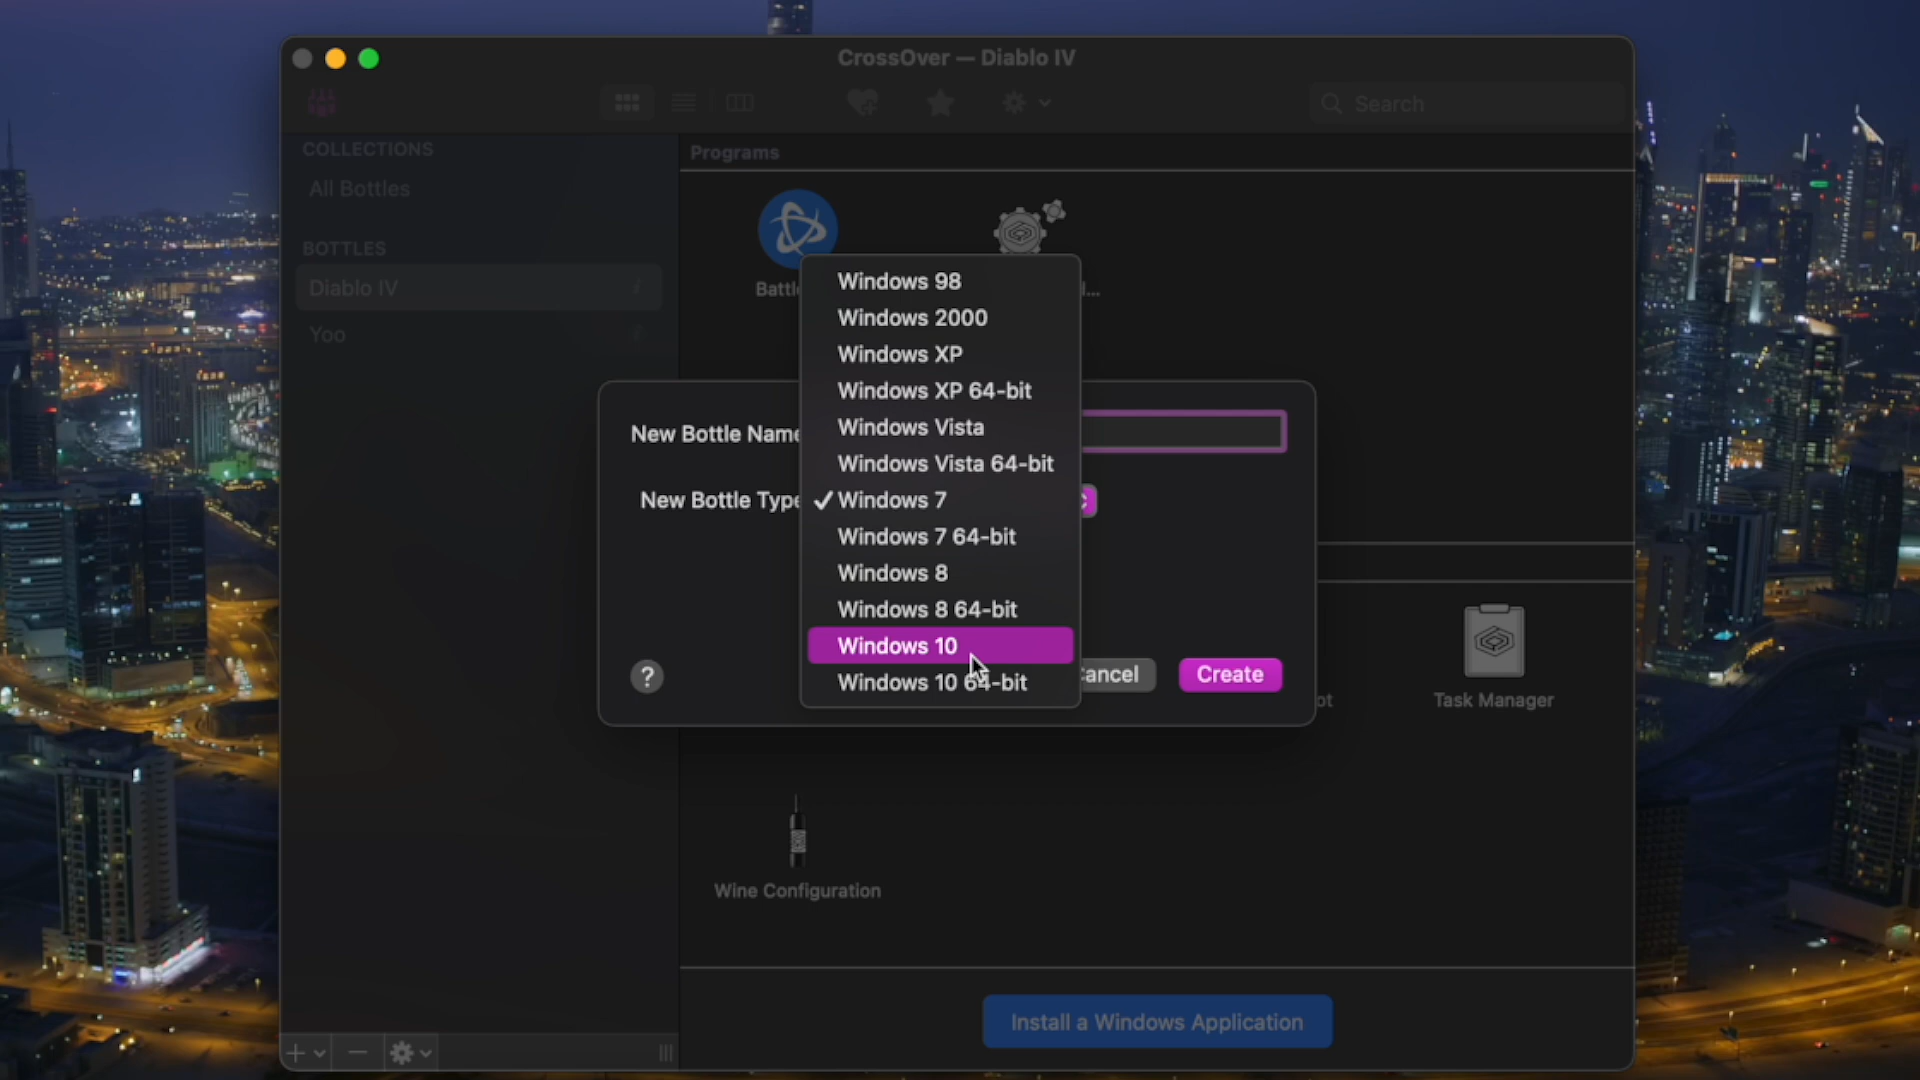 CrossOver — Diablo IV
Search
COLLECTIONS
All Bottles
BOTTLES
Diablo IV
Yoo
Programs
Battle
...
New Bottle Name
New Bottle Type
Windows 98
Windows 2000
Windows XP
Windows XP 64-bit
Windows Vista
Windows Vista 64-bit
✓ Windows 7
Windows 7 64-bit
Windows 8
Windows 8 64-bit
Windows 10
Windows 10 64-bit
?
ancel
Create
ot
Task Manager
Wine Configuration
Install a Windows Application